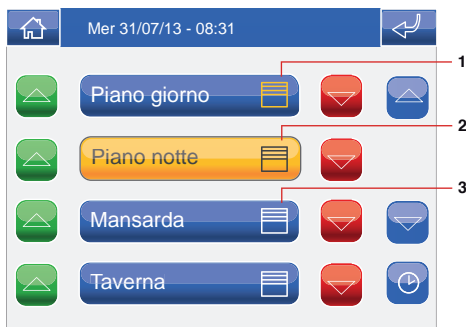 Mer 31/07/13 - 08:31
1
Piano giorno
2
Piano notte
3
Mansarda
Taverna